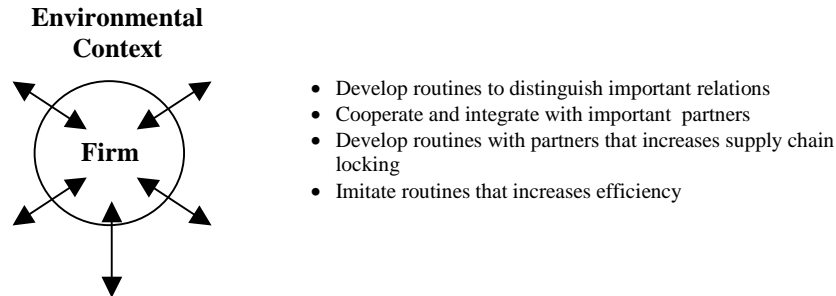 Environmental
Context
Firm
• Develop routines to distinguish important relations
• Cooperate and integrate with important partners
• Develop routines with partners that increases supply chain
locking
• Imitate routines that increases efficiency